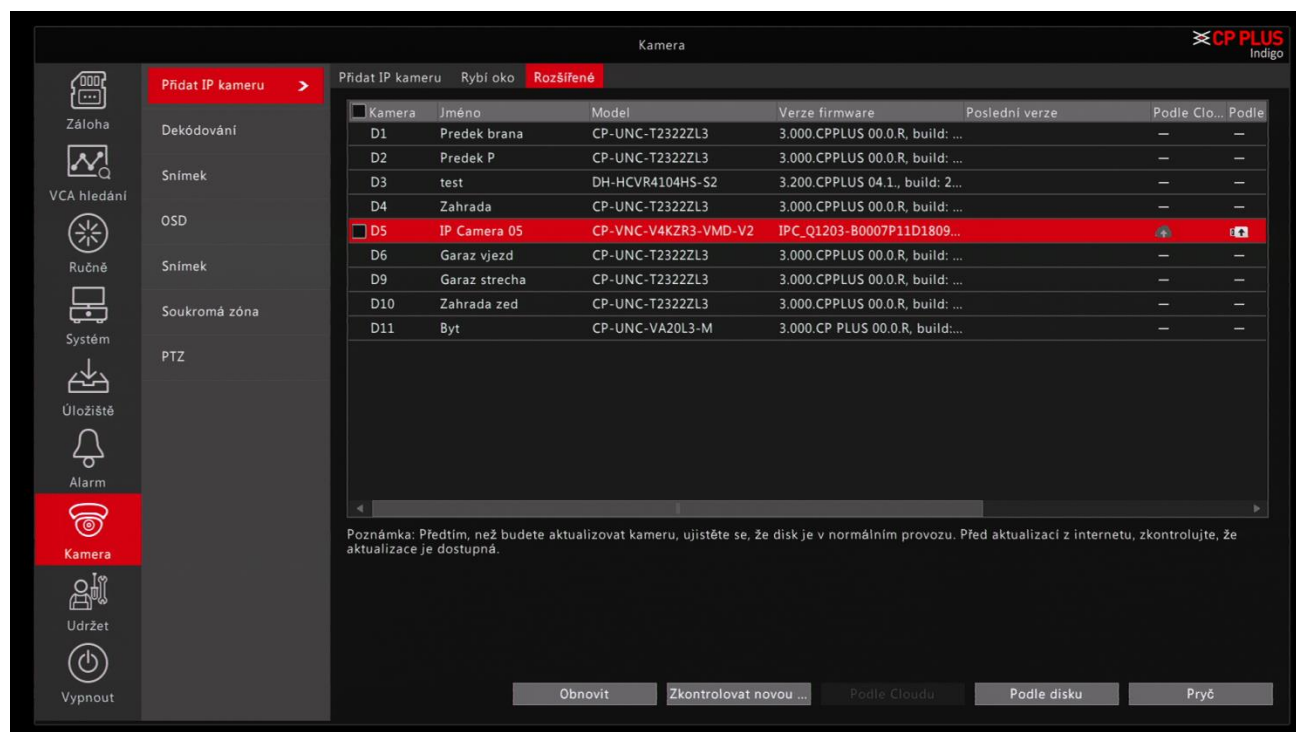 Kamera
CP PLUS
Indigo
Záloha
VCA hledání
Ručně
Systém
Úložiště
Alarm
Kamera
Udržet
Vypnout
Přidat IP kameru
Dekódování
Snímek
OSD
Snímek
Soukromá zóna
PTZ
Přidat IP kameru Rybí oko Rozšířené
Kamera Jméno Model Verze firmware Poslední verze Podle Clo... Podle
D1 Predek brana CP-UNC-T2322ZL3 3.000.CPPLUS 00.0.R, build: ... — —
D2 Predek P CP-UNC-T2322ZL3 3.000.CPPLUS 00.0.R, build: ... — —
D3 test DH-HCVR4104HS-S2 3.200.CPPLUS 04.1., build: 2... — —
D4 Zahrada CP-UNC-T2322ZL3 3.000.CPPLUS 00.0.R, build: ... — —
D5 IP Camera 05 CP-VNC-V4KZR3-VMD-V2 IPC_Q1203-B0007P11D1809...
D6 Garaz vjezd CP-UNC-T2322ZL3 3.000.CPPLUS 00.0.R, build: ... — —
D9 Garaz strecha CP-UNC-T2322ZL3 3.000.CPPLUS 00.0.R, build: ... — —
D10 Zahrada zed CP-UNC-T2322ZL3 3.000.CPPLUS 00.0.R, build: ... — —
D11 Byt CP-UNC-VA20L3-M 3.000.CP PLUS 00.0.R, build:... — —
Poznámka: Předtím, než budete aktualizovat kameru, ujistěte se, že disk je v normálním provozu. Před aktualizací z internetu, zkontrolujte, že
aktualizace je dostupná.
Obnovit Zkontrolovat novou ... Podle Cloudu Podle disku Pryč